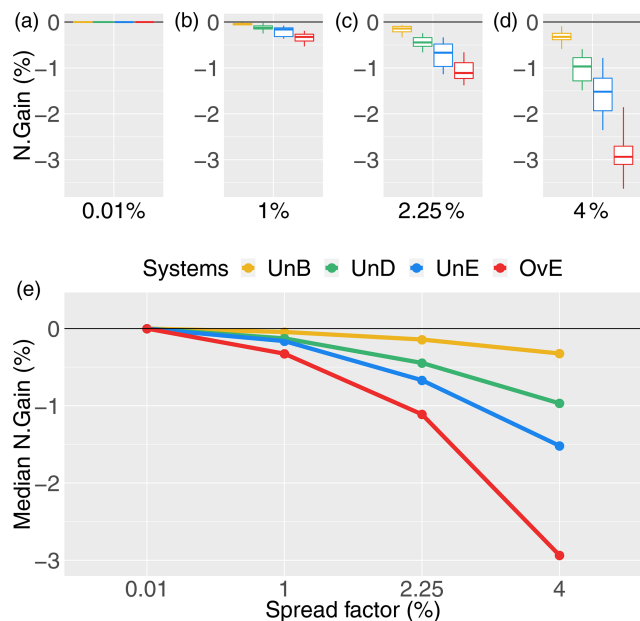 (a) (b) (c) (d)
0 0 0 0
−1 −1 −1 −1
−2 −2 −2 −2
−3 −3 −3 −3
N.Gain (%)
0.01% 1% 2.25% 4%
Systems UnB UnD UnE OvE
(e)
0
−1
−2
−3
Median N.Gain (%)
0.01 1 2.25 4
Spread factor (%)